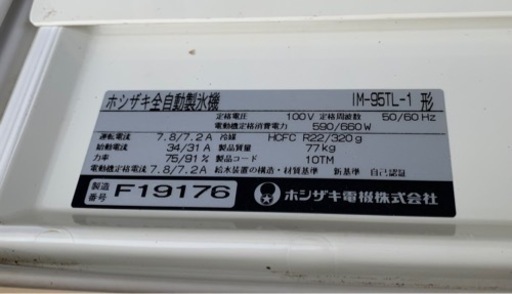 ホシザキ全自動製氷機 IM-95TL-1 形
定格電圧 100V 定格周波数 50/60Hz
電動機定格消費電力 590/660W
運転電流 7.8/7.2A 冷媒 HCFC R22/320g
始動電流 34/31A 製品質量 77kg
力率 75/91% 製品コード 10TM
電動機定格電流 7.8/7.2A 給水装置の構造・材質基準 新基準 自己認証
製造番号 F19176 ホシザキ電機株式会社